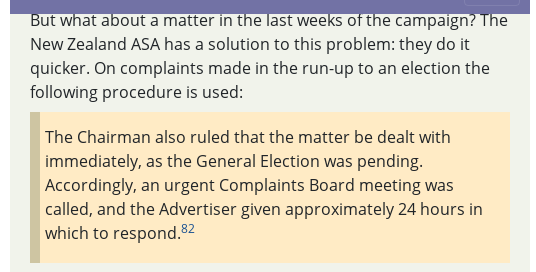 But what about a matter in the last weeks of the campaign? The
New Zealand ASA has a solution to this problem: they do it
quicker. On complaints made in the run-up to an election the
following procedure is used:
The Chairman also ruled that the matter be dealt with
immediately, as the General Election was pending.
Accordingly, an urgent Complaints Board meeting was
called, and the Advertiser given approximately 24 hours in
which to respond.82